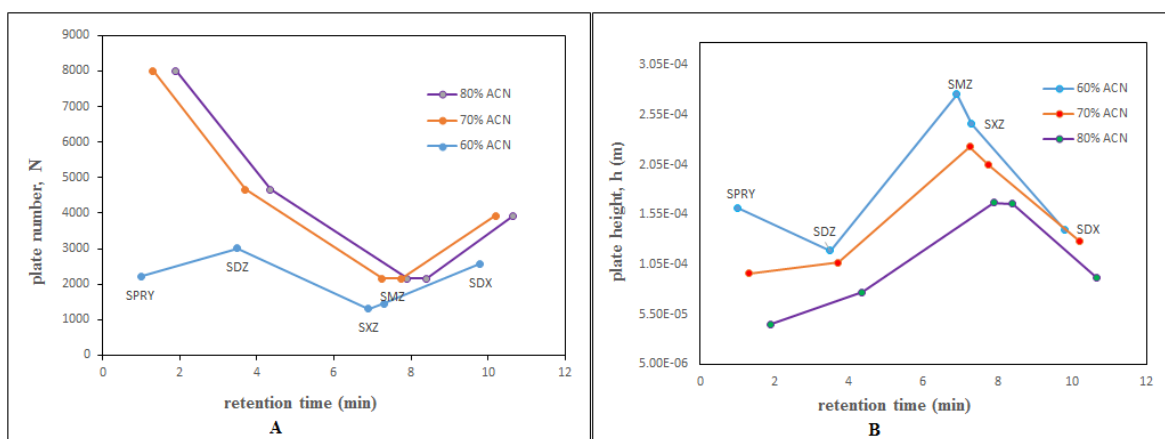 9000
8000
7000
6000
5000
4000
3000
2000
1000
0
plate number, N
80% ACN
70% ACN
60% ACN
SPRY
SDZ
SMZ
SXZ
SDX
0 2 4 6 8 10 12
retention time (min)
A
3.05E-04
2.55E-04
2.05E-04
1.55E-04
1.05E-04
5.50E-05
5.00E-06
plate height, h (m)
60% ACN
70% ACN
80% ACN
SMZ
SXZ
SPRY
SDZ
SDX
0 2 4 6 8 10 12
retention time (min)
B